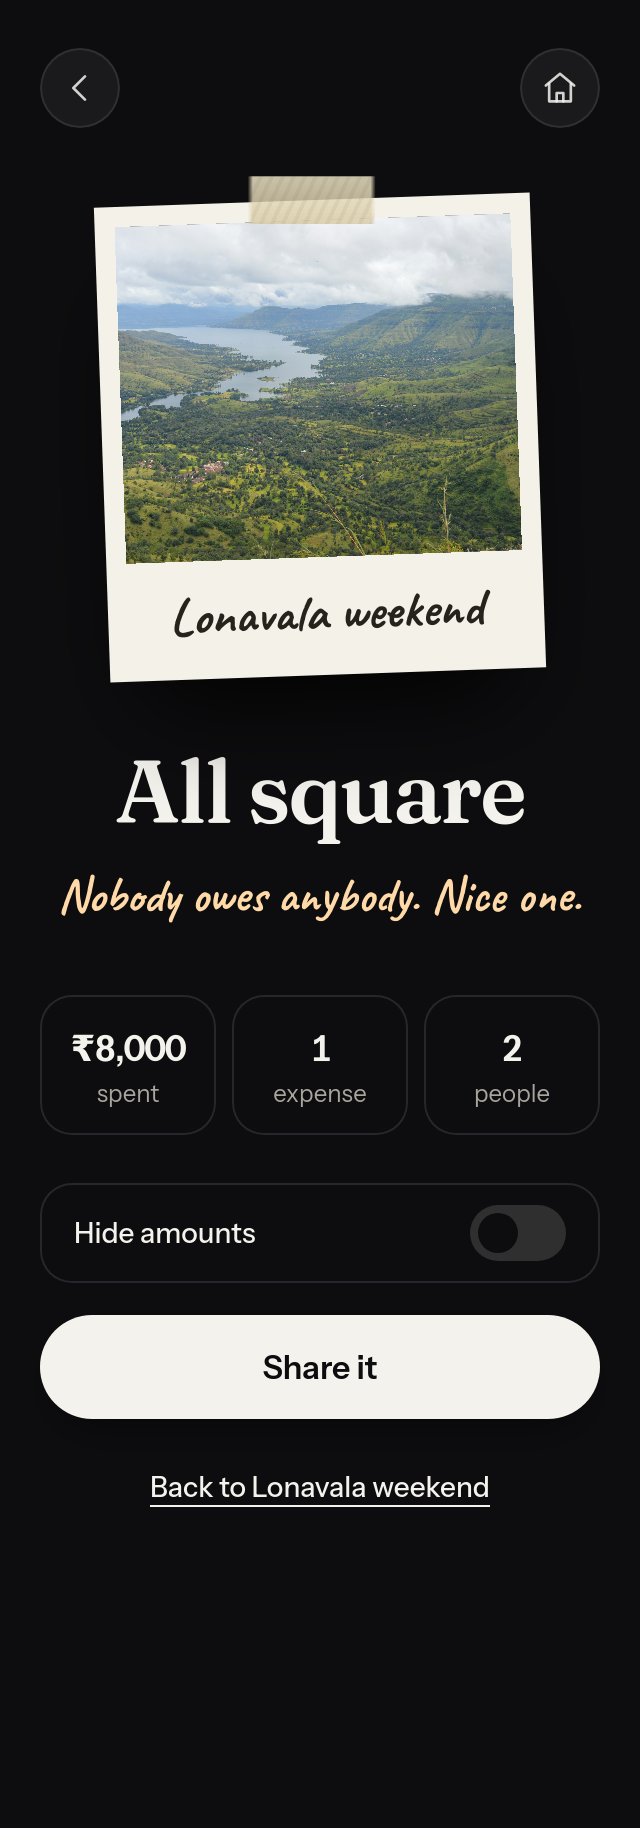 Lonavala weekend
All square
Nobody owes anybody. Nice one.
₹8,000
spent
1
expense
2
people
Hide amounts
Share it
Back to Lonavala weekend